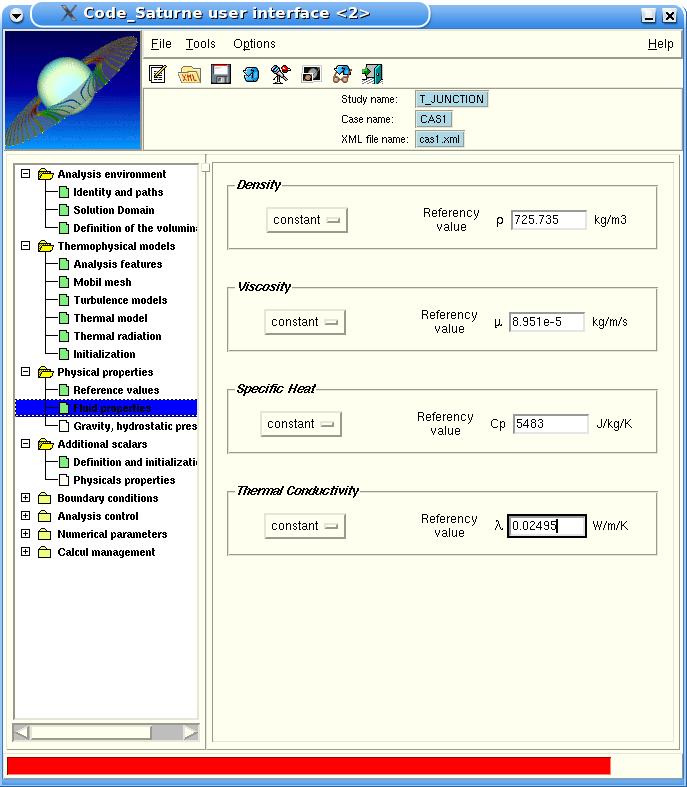 Code_Saturne user interface <2>
File Tools Options Help
XML
Study name: T_JUNCTION
Case name: CAS1
XML file name: cas1.xml
Analysis environment
Identity and paths
Solution Domain
Definition of the volumin
Thermophysical models
Analysis features
Mobil mesh
Turbulence models
Thermal model
Thermal radiation
Initialization
Physical properties
Reference values
Fluid properties
Gravity, hydrostatic pres
Additional scalars
Definition and initializati
Physicals properties
Boundary conditions
Analysis control
Numerical parameters
Calcul management
Density
constant Referency value ρ 725.735 kg/m3
Viscosity
constant Referency value μ 8.951e-5 kg/m/s
Specific Heat
constant Referency value Cp 5483 J/kg/K
Thermal Conductivity
constant Referency value λ 0.02495 W/m/K